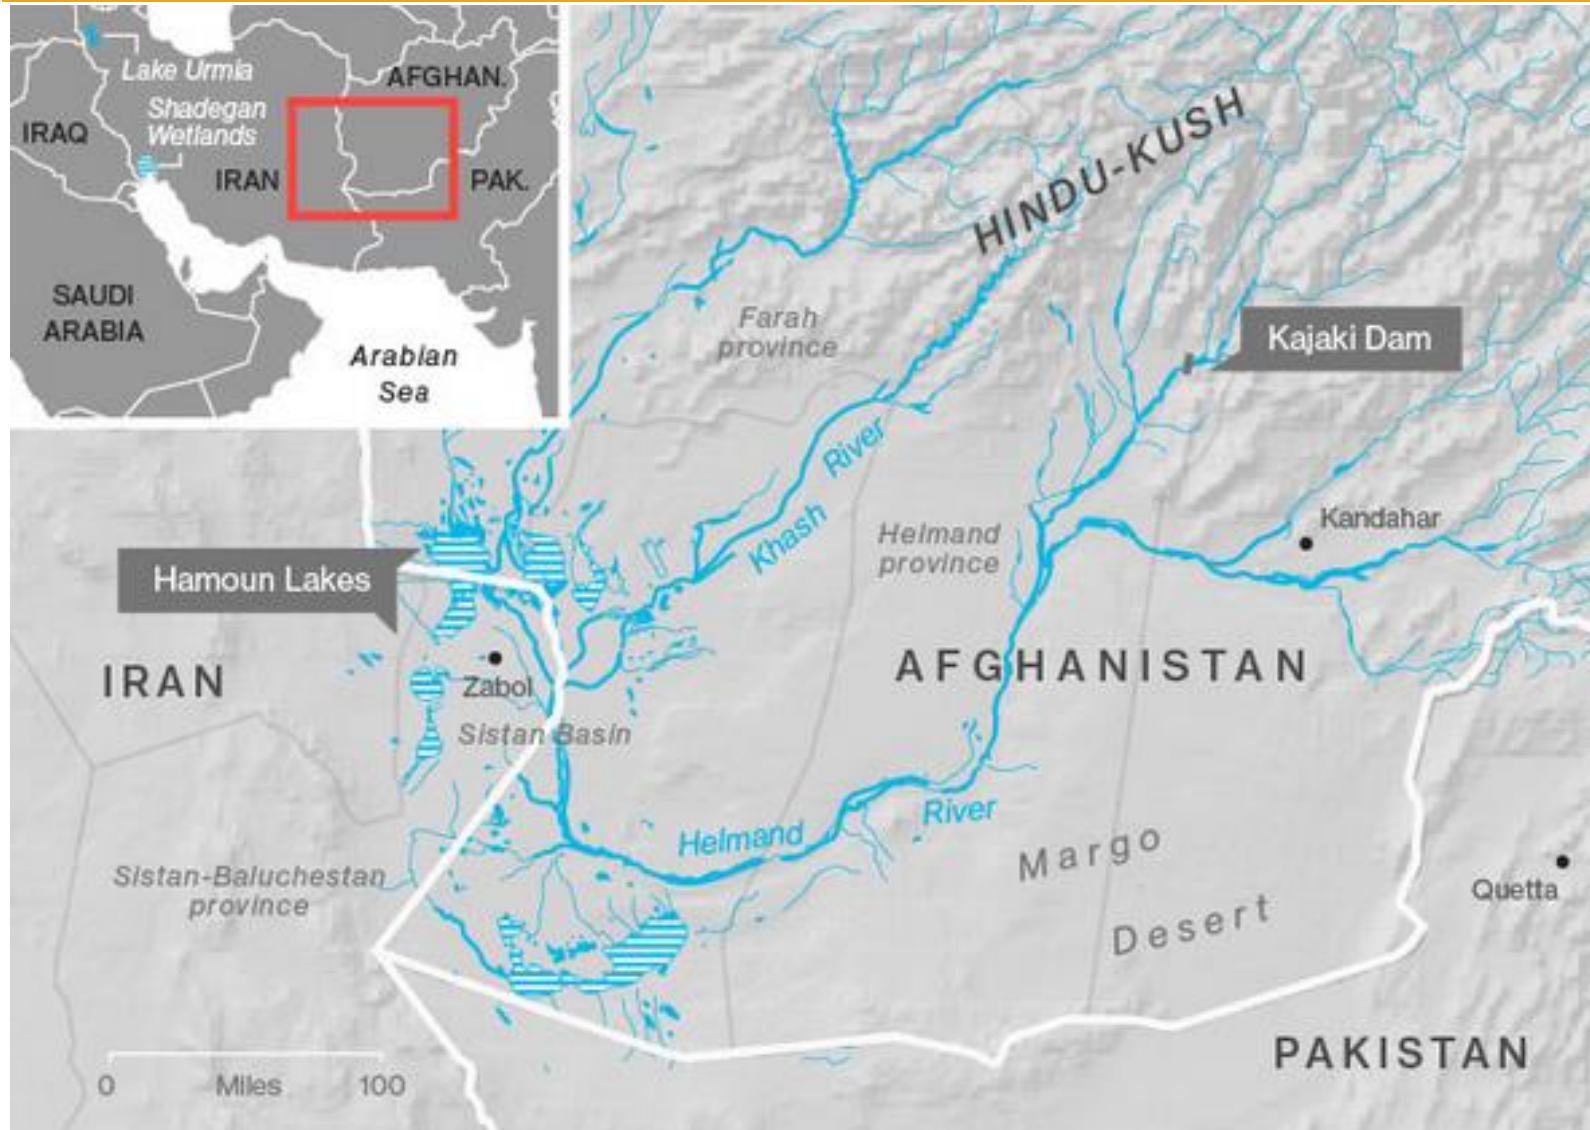 Lake Urmia
AFGHAN.
Shadegan
Wetlands
IRAQ
IRAN
PAK.
SAUDI
ARABIA
Arabian
Sea
HINDU-KUSH
Farah
province
Kajaki Dam
Khash River
Helmand
province
Kandahar
Hamoun Lakes
IRAN
AFGHANISTAN
Zabol
Sistan Basin
Helmand River
Margo
Desert
Sistan-Baluchestan
province
Quetta
PAKISTAN
0 Miles 100